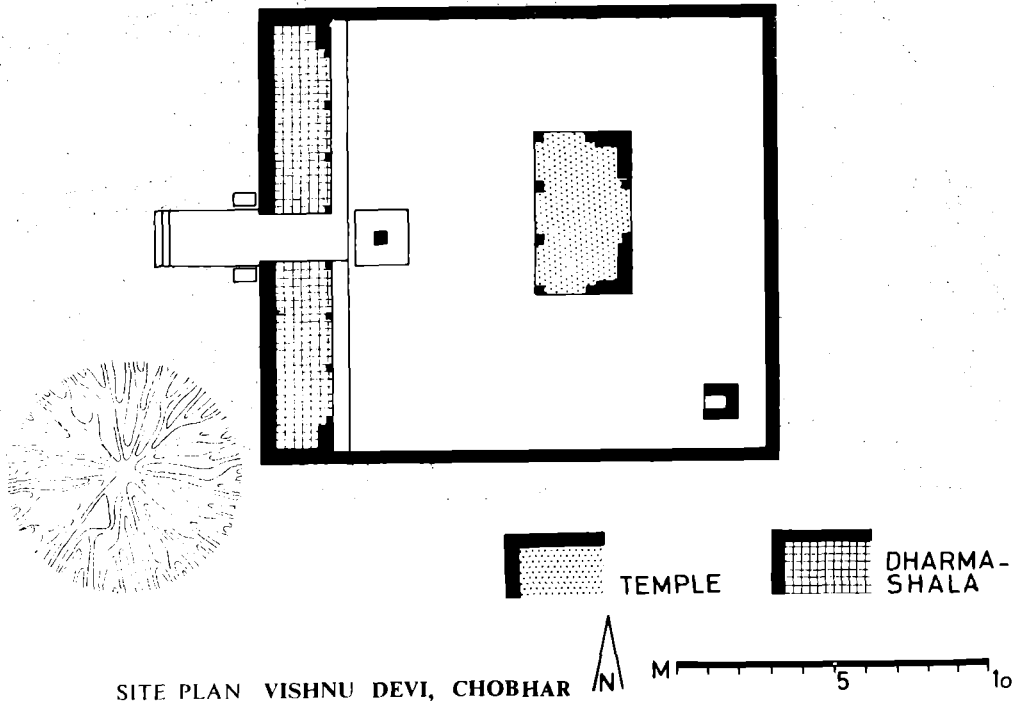 TEMPLE
DHARMA-
SHALA
SITE PLAN VISHNU DEVI, CHOBHAR
N
M 5 10